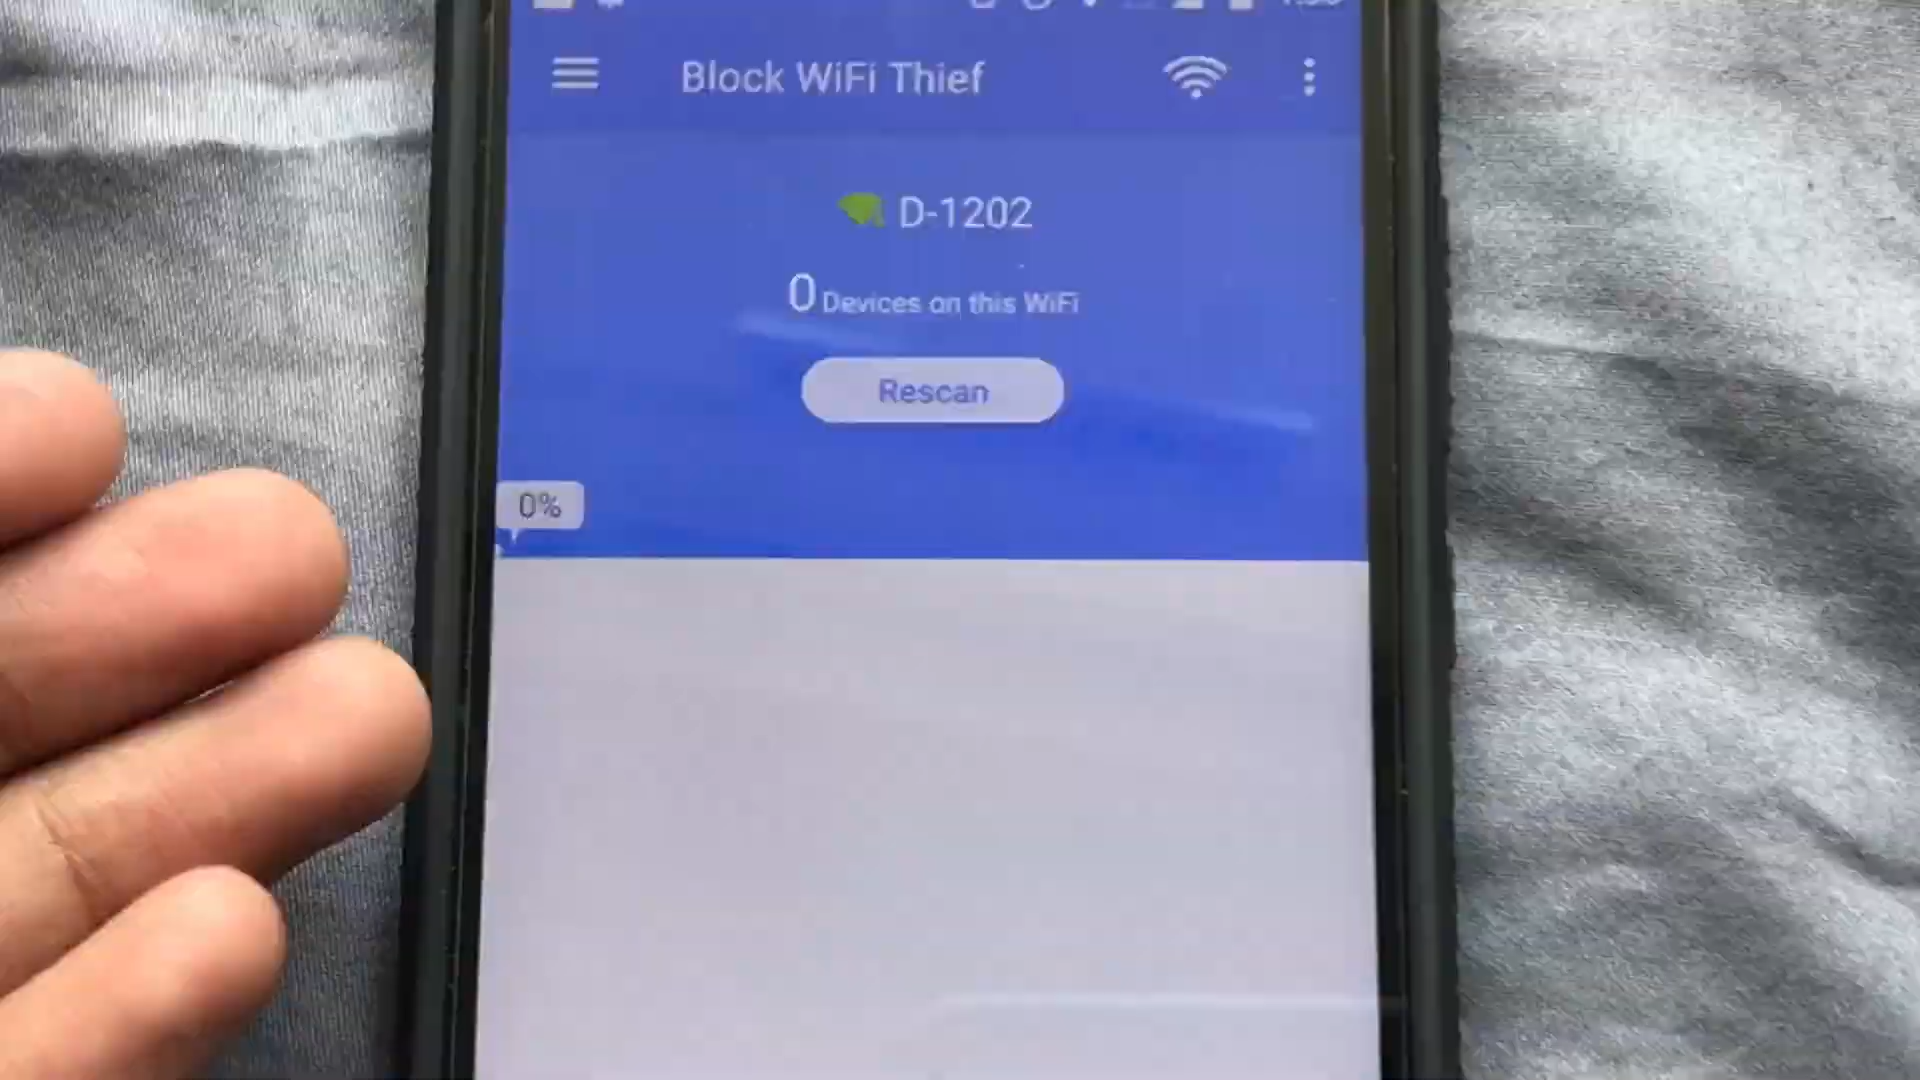 Block WiFi Thief
D-1202
0 Devices on this WiFi
Rescan
0%